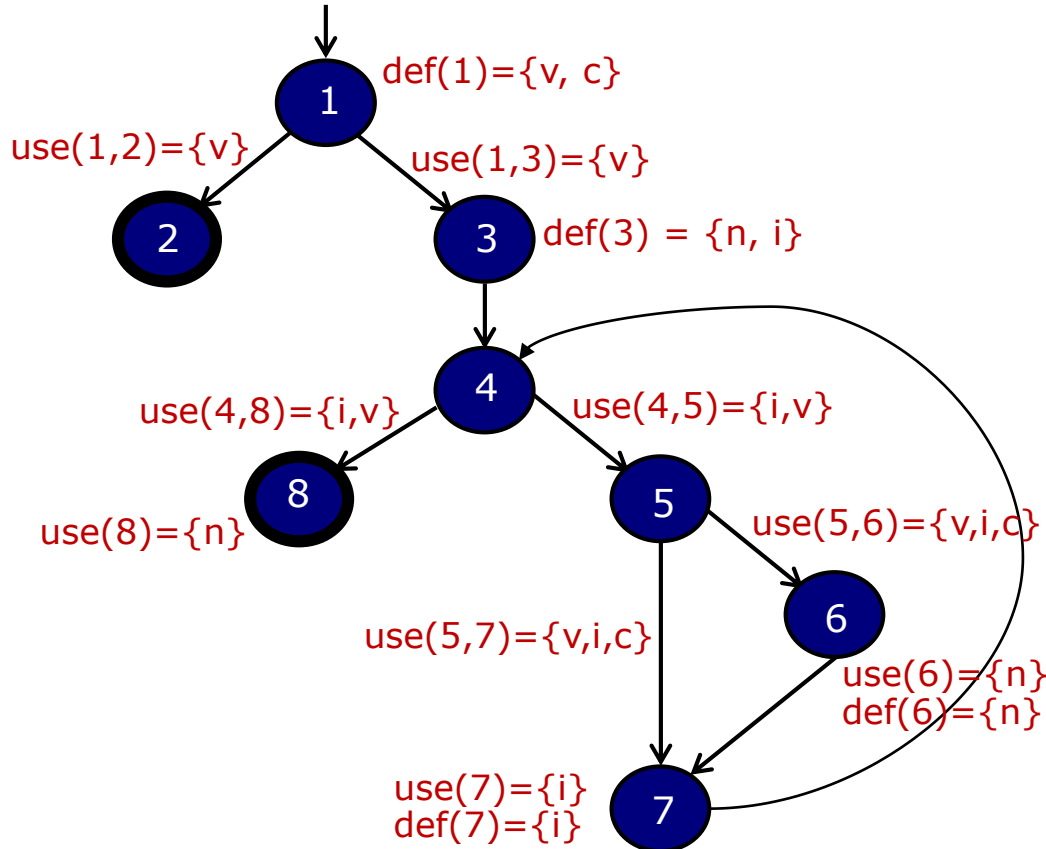 1
def(1)={v, c}
use(1,2)={v}
use(1,3)={v}
2
3
def(3) = {n, i}
4
use(4,8)={i,v}
use(4,5)={i,v}
8
5
use(8)={n}
use(5,6)={v,i,c}
6
use(5,7)={v,i,c}
use(6)={n}
def(6)={n}
use(7)={i}
def(7)={i}
7